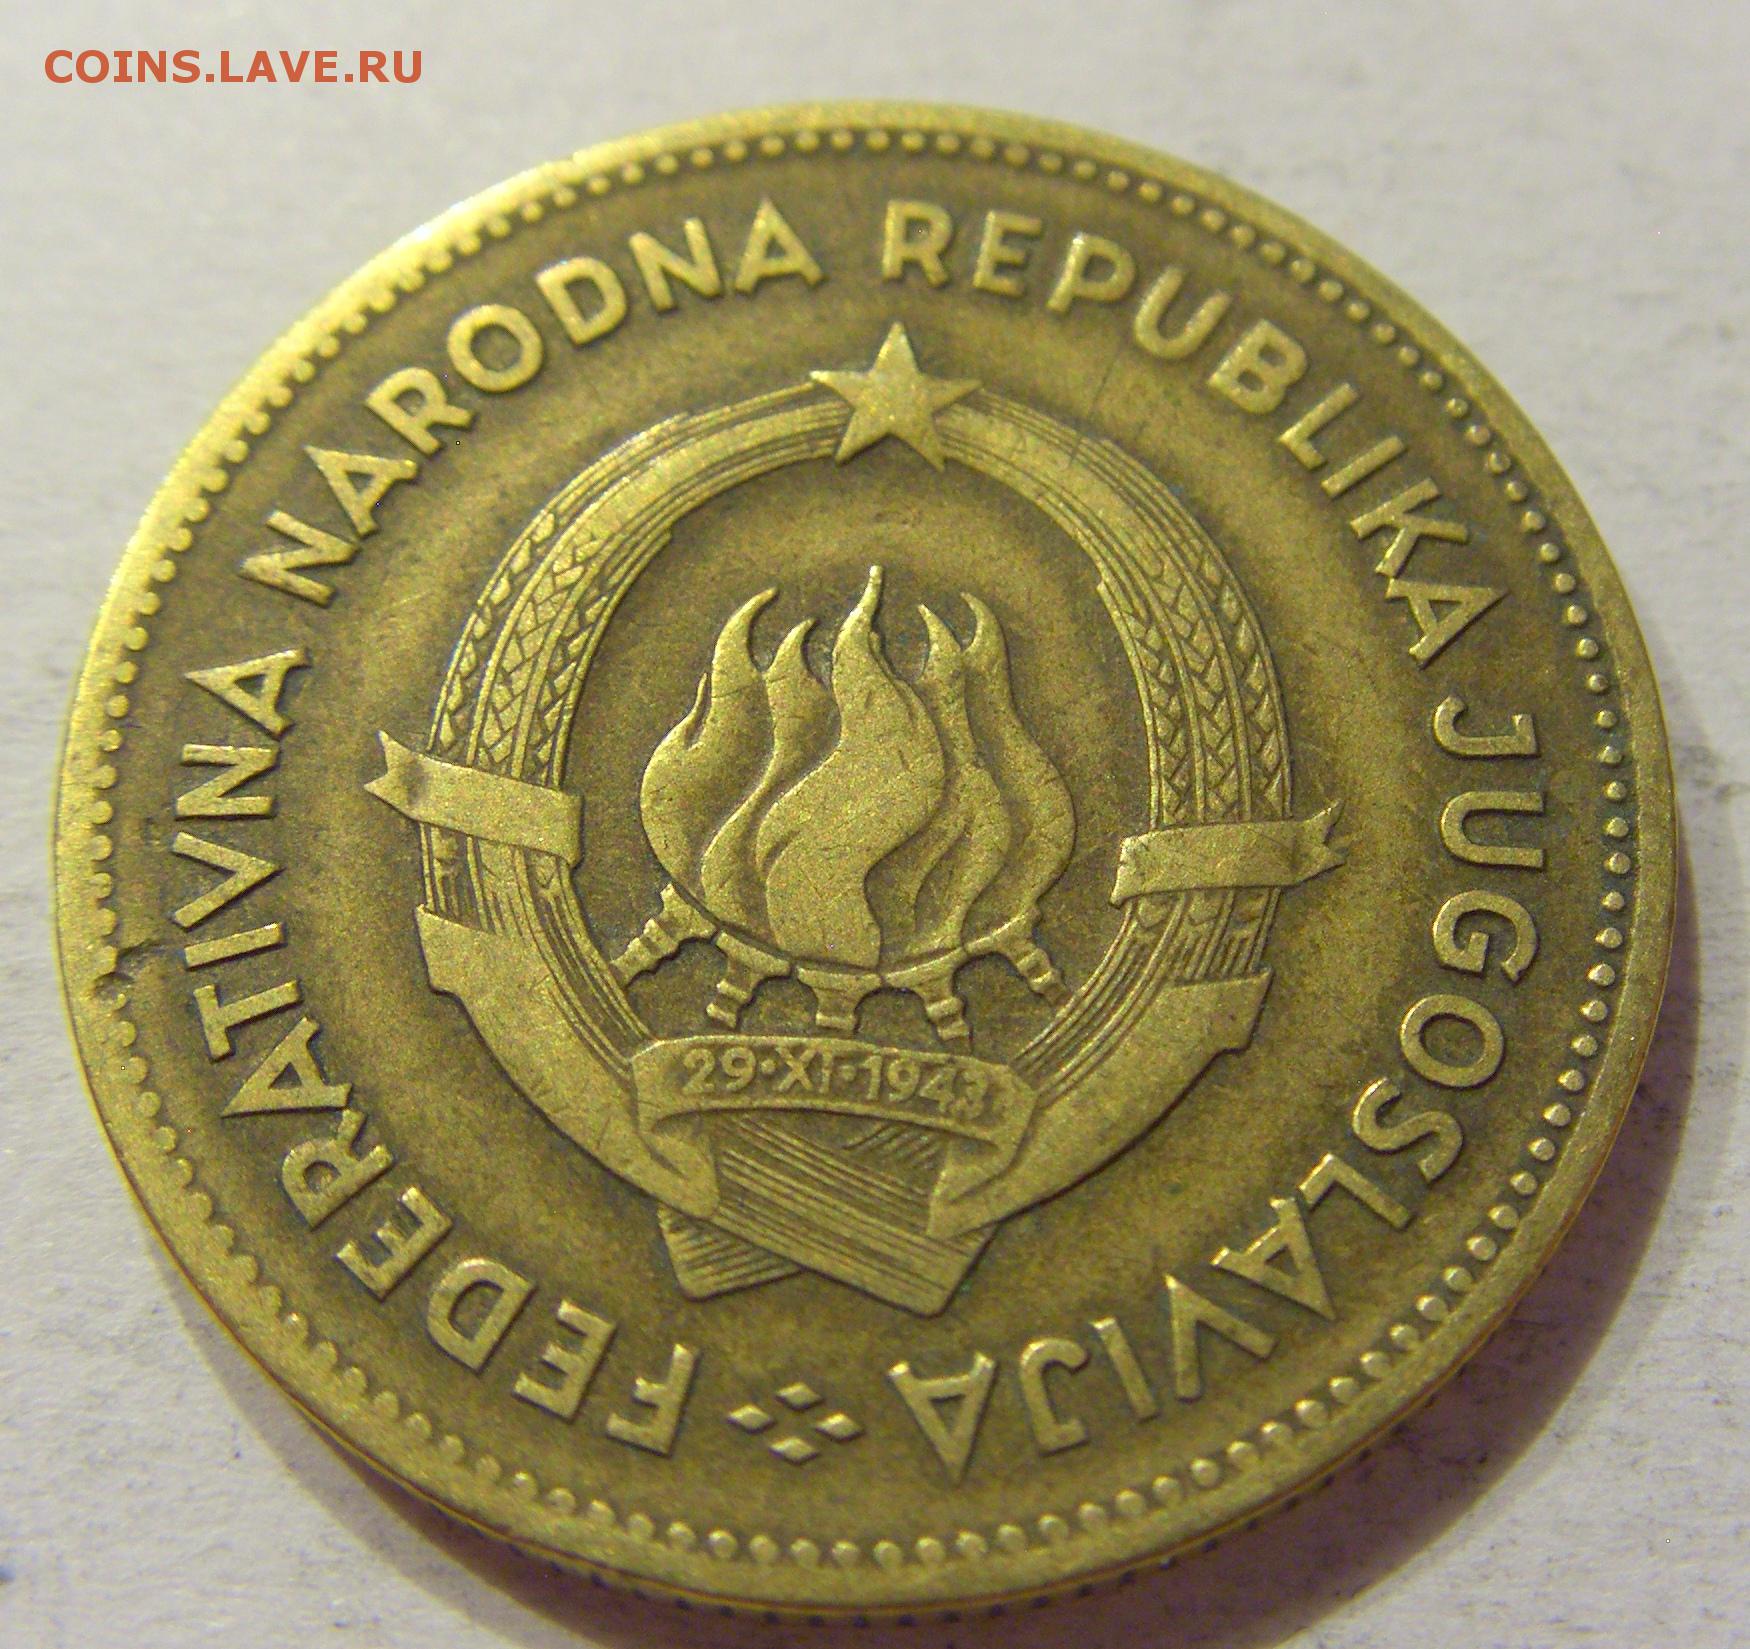 COINS.LAVE.RU
FEDERATIVNA NARODNA REPUBLIKA JUGOSLAVIJA
29·XI·1943